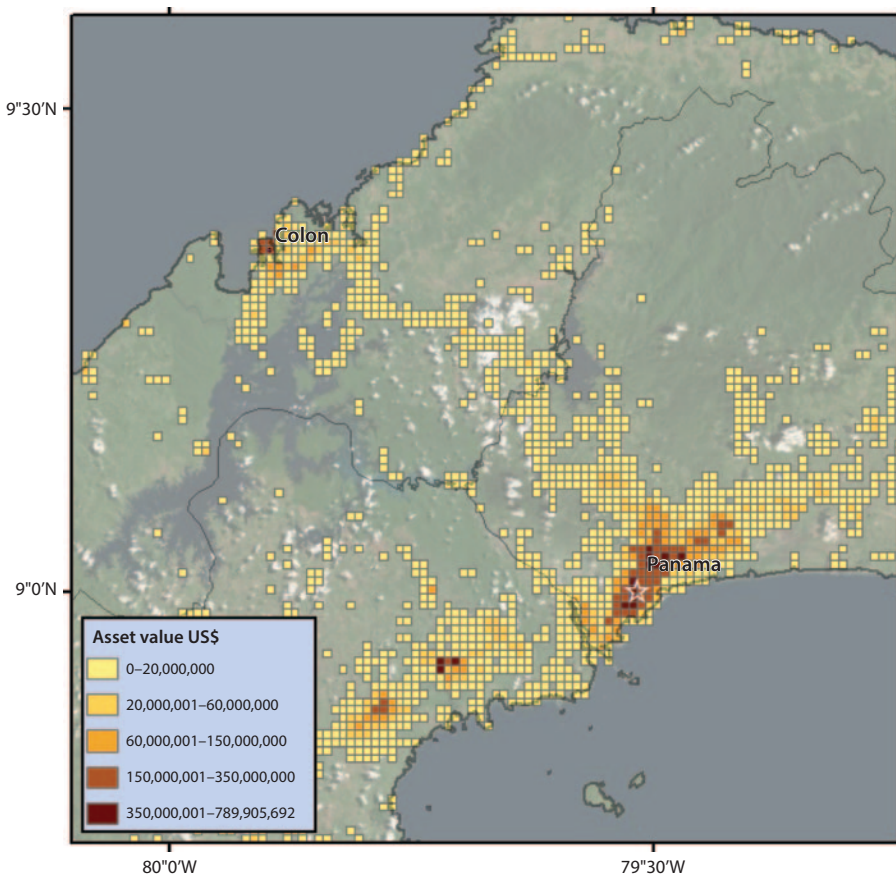 9"30'N
Colon
Panama
9"0'N
Asset value US$
0–20,000,000
20,000,001–60,000,000
60,000,001–150,000,000
150,000,001–350,000,000
350,000,001–789,905,692
80"0'W
79"30'W